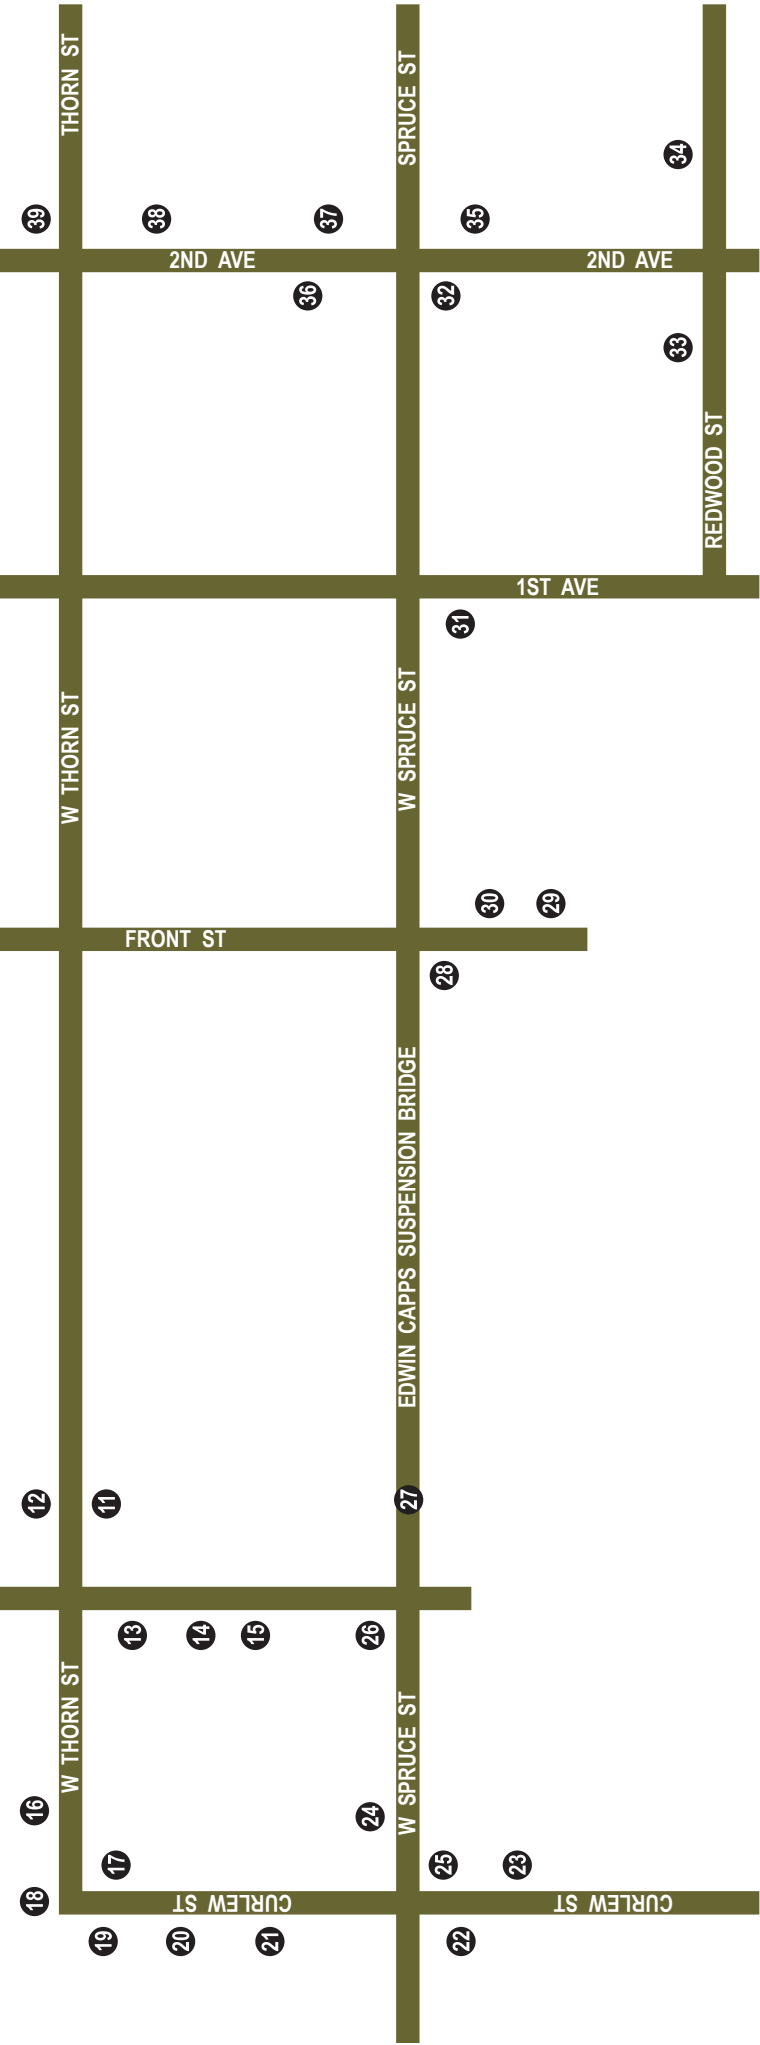 THORN ST
SPRUCE ST
34
39
38
37
35
2ND AVE
2ND AVE
36
32
33
REDWOOD ST
1ST AVE
31
W THORN ST
W SPRUCE ST
30
29
FRONT ST
28
EDWIN CAPPS SUSPENSION BRIDGE
12
11
27
13
14
15
26
W THORN ST
W SPRUCE ST
16
24
17
25
23
18
CURLEW ST
CURLEW ST
19
20
21
22